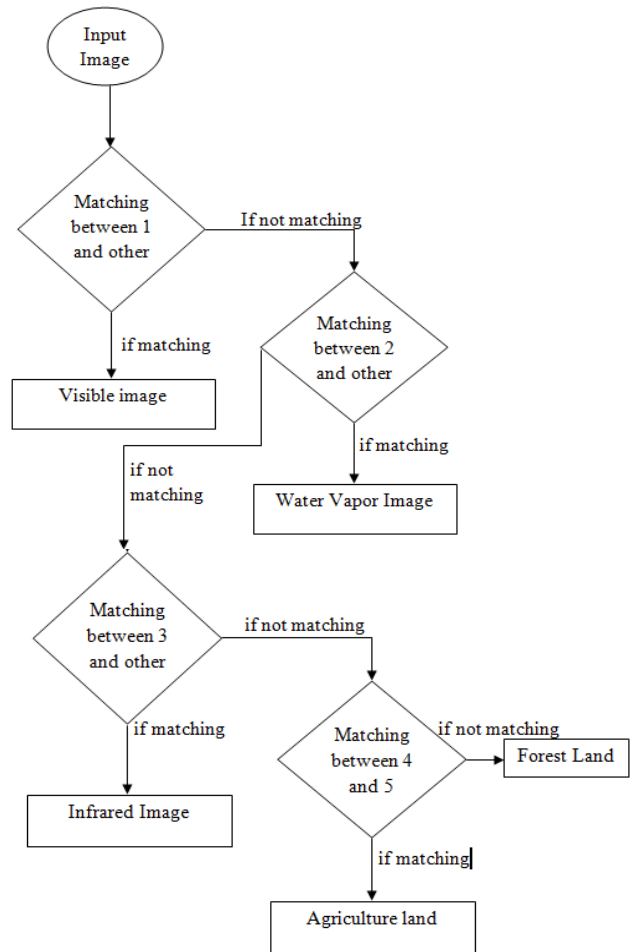 Input
Image
Matching
between 1
and other
If not matching
if matching
Visible image
Matching
between 2
and other
if matching
Water Vapor Image
if not
matching
Matching
between 3
and other
if not matching
if matching
Infrared Image
Matching
between 4
and 5
if not matching
Forest Land
if matching
Agriculture land